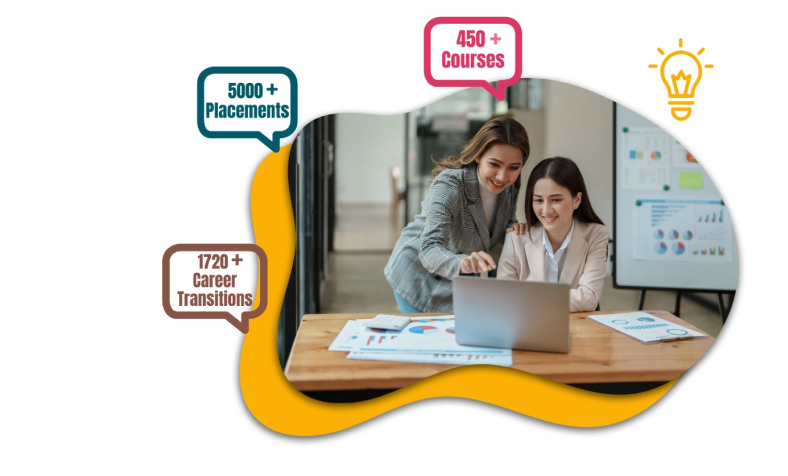 450 +
Courses
5000 +
Placements
1720 +
Career
Transitions